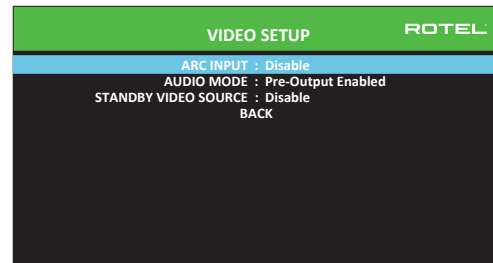 VIDEO SETUP
ROTEL
ARC INPUT : Disable
AUDIO MODE : Pre-Output Enabled
STANDBY VIDEO SOURCE : Disable
BACK